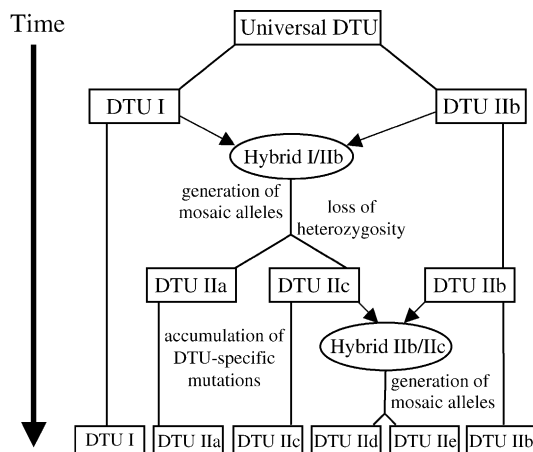 Time
Universal DTU
DTU I
DTU IIb
Hybrid I/IIb
generation of
mosaic alleles
loss of
heterozygosity
DTU IIa
DTU IIc
DTU IIb
accumulation of
DTU-specific
mutations
Hybrid IIb/IIc
generation of
mosaic alleles
DTU I
DTU IIa
DTU IIc
DTU IId
DTU IIe
DTU IIb